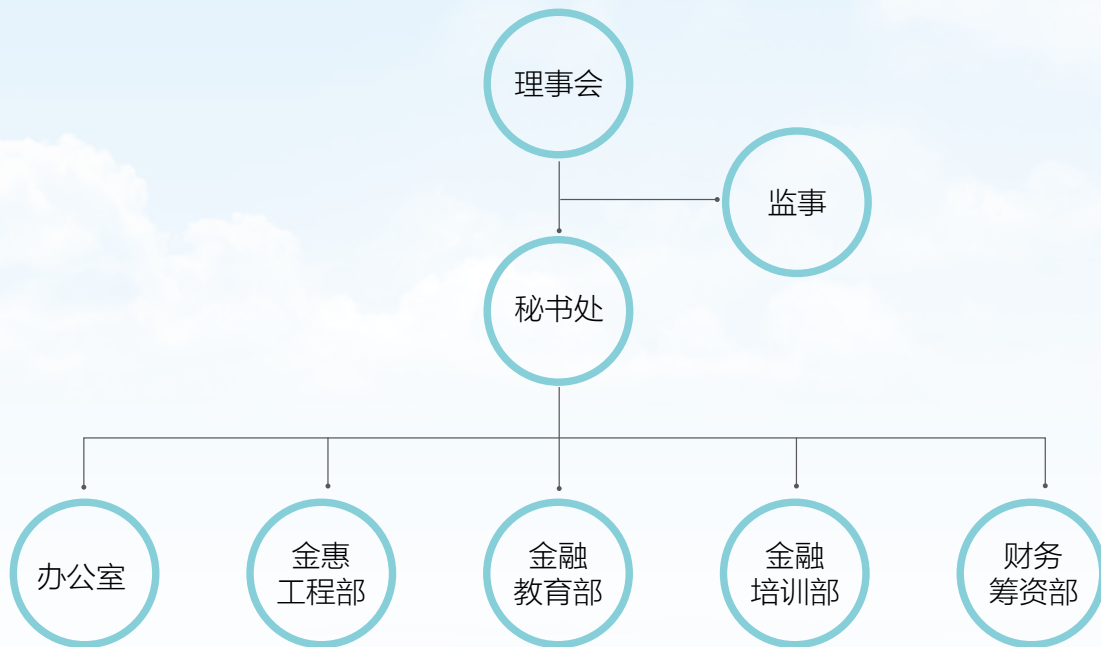 理事会
监事
秘书处
办公室
金惠
工程部
金融
教育部
金融
培训部
财务
筹资部